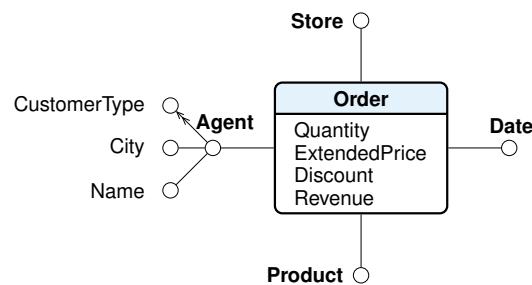 Store
CustomerType
Agent
City
Name
Order
Quantity
ExtendedPrice
Discount
Revenue
Date
Product